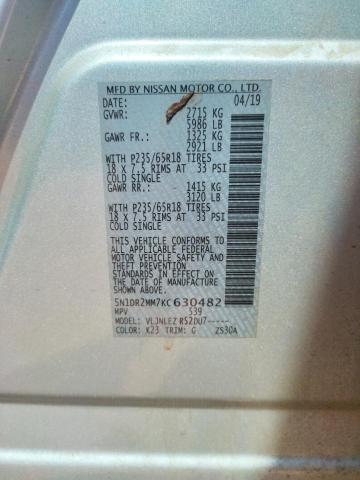 MFD BY NISSAN MOTOR CO., LTD.
DATE: 04/19
GVWR: 2715 KG
5986 LB
GAWR FR.: 1325 KG
2921 LB
WITH P235/65R18 TIRES
18 X 7.5 RIMS AT 33 PSI
COLD SINGLE
GAWR RR.: 1415 KG
3120 LB
WITH P235/65R18 TIRES
18 X 7.5 RIMS AT 33 PSI
COLD SINGLE
THIS VEHICLE CONFORMS TO
ALL APPLICABLE FEDERAL
MOTOR VEHICLE SAFETY
STANDARDS IN EFFECT ON
THE DATE OF MANUFACTURE
SHOWN ABOVE.
5N1DR2MM7KC630482
MPV 539
MODEL: VLJNLEZ R52DU7-----
COLOR: K23 TRIM: G ZS30A